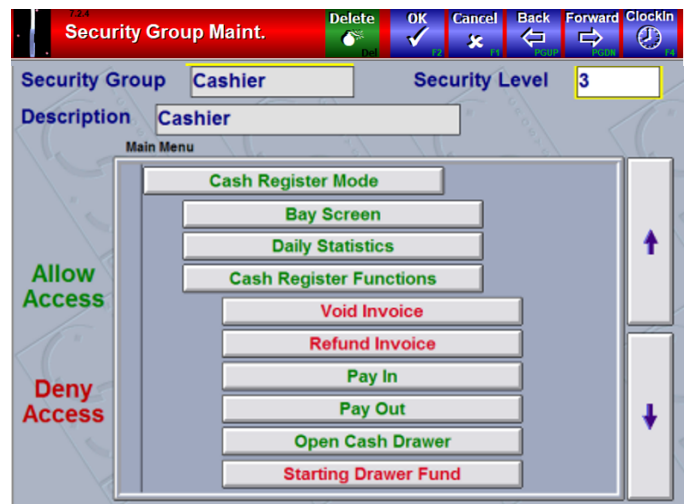 7.2.4
Security Group Maint.
Delete
Del
OK
F2
Cancel
F1
Back
PGUP
Forward
PGDN
ClockIn
F4
Security Group
Cashier
Security Level
3
Description
Cashier
Main Menu
Cash Register Mode
Bay Screen
Daily Statistics
Cash Register Functions
Void Invoice
Refund Invoice
Pay In
Pay Out
Open Cash Drawer
Starting Drawer Fund
Allow
Access
Deny
Access